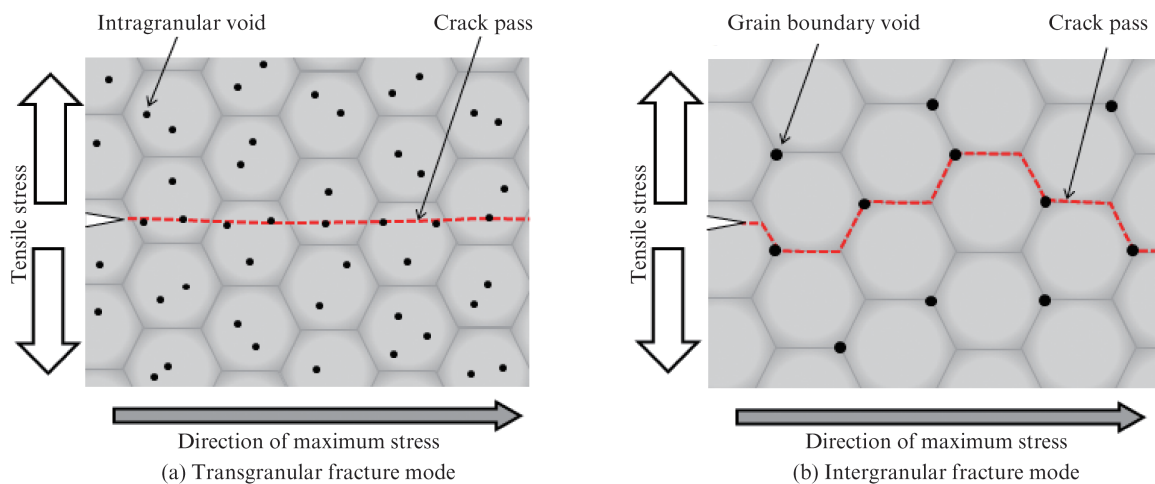 Intragranular void
Crack pass
Tensile stress
Direction of maximum stress
(a) Transgranular fracture mode
Grain boundary void
Crack pass
Tensile stress
Direction of maximum stress
(b) Intergranular fracture mode